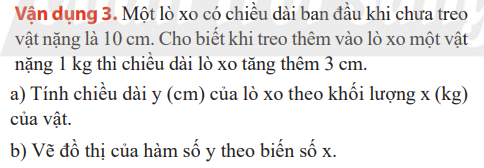 Vận dụng 3. Một lò xo có chiều dài ban đầu khi chưa treo
vật nặng là 10 cm. Cho biết khi treo thêm vào lò xo một vật
nặng 1 kg thì chiều dài lò xo tăng thêm 3 cm.
a) Tính chiều dài y (cm) của lò xo theo khối lượng x (kg)
của vật.
b) Vẽ đồ thị của hàm số y theo biến số x.